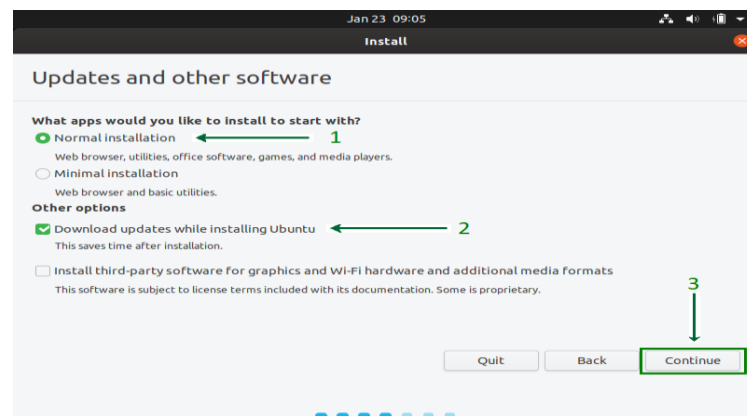 Jan 23 09:05
Install
Updates and other software
What apps would you like to install to start with?
Normal installation
1
Web browser, utilities, office software, games, and media players.
Minimal installation
Web browser and basic utilities.
Other options
Download updates while installing Ubuntu
2
This saves time after installation.
Install third-party software for graphics and Wi-Fi hardware and additional media formats
This software is subject to license terms included with its documentation. Some is proprietary.
3
Quit
Back
Continue